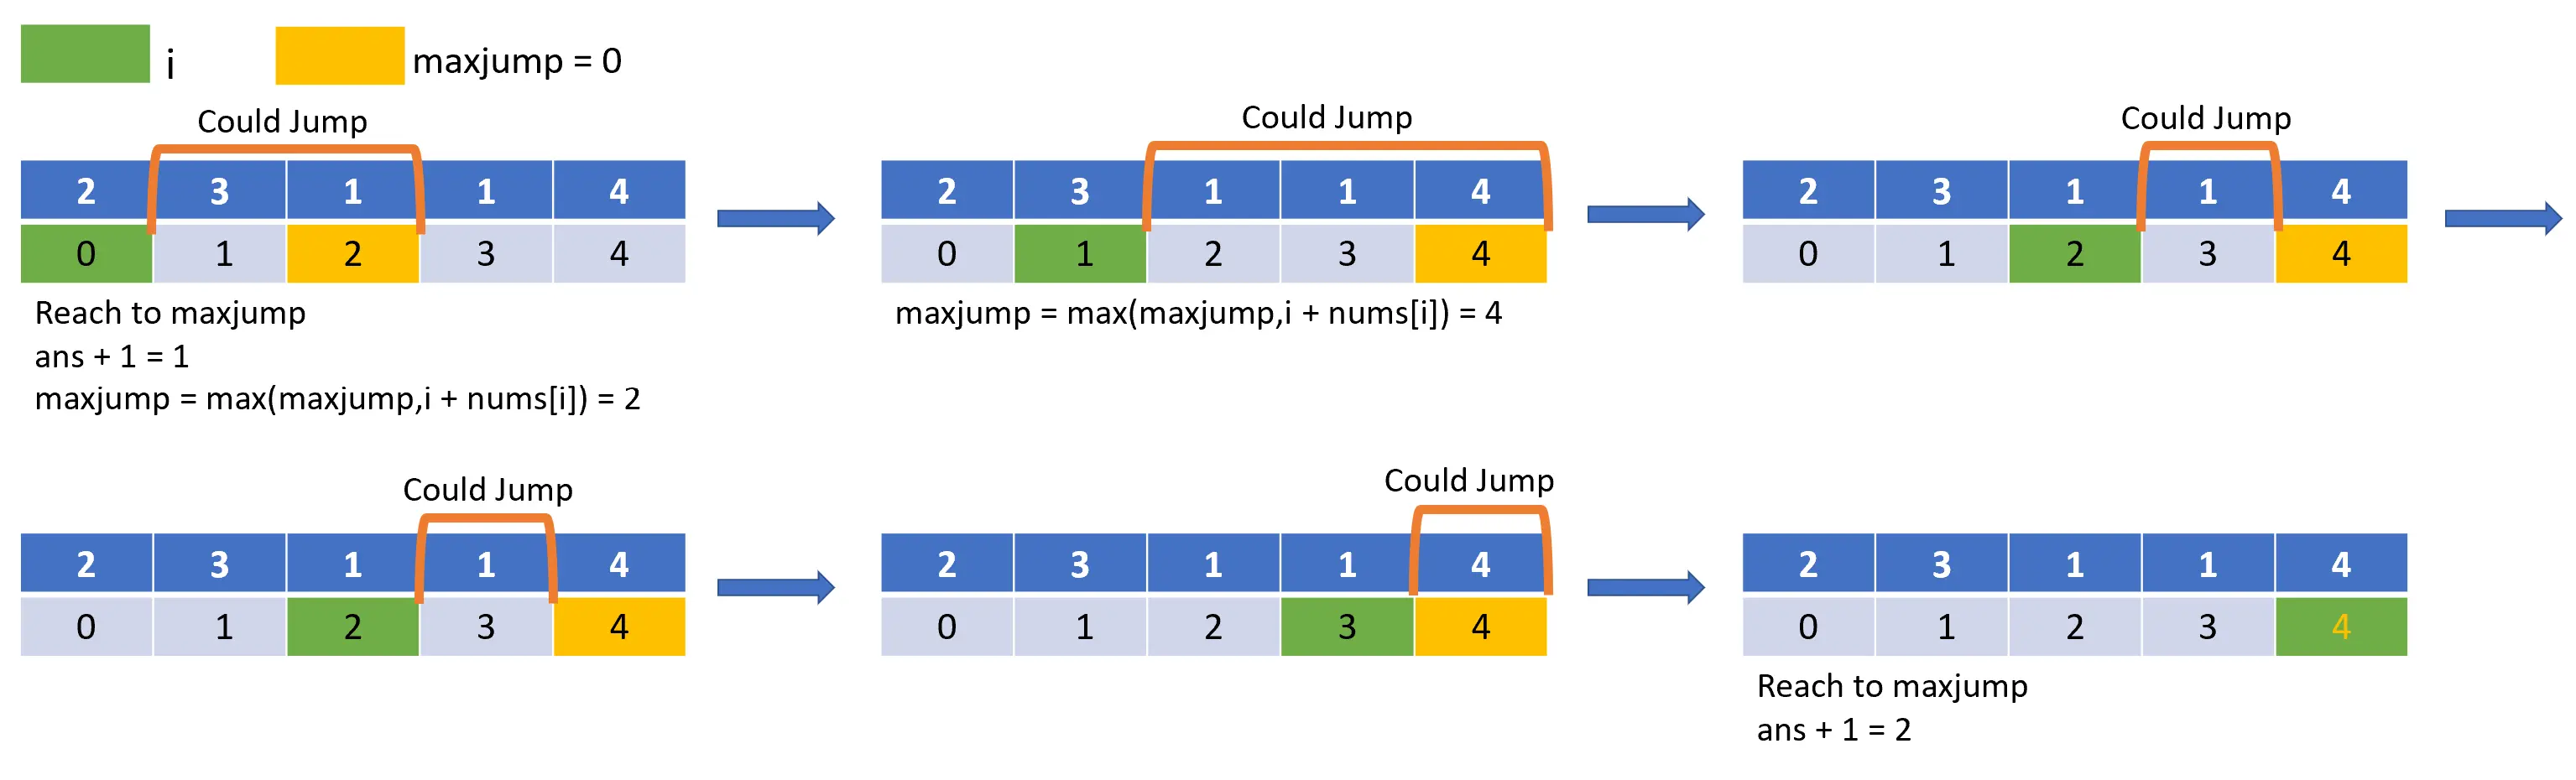 i
maxjump = 0
Could Jump
2 3 1 1 4
0 1 2 3 4
Reach to maxjump
ans + 1 = 1
maxjump = max(maxjump,i + nums[i]) = 2
Could Jump
2 3 1 1 4
0 1 2 3 4
maxjump = max(maxjump,i + nums[i]) = 4
Could Jump
2 3 1 1 4
0 1 2 3 4
Could Jump
2 3 1 1 4
0 1 2 3 4
Could Jump
2 3 1 1 4
0 1 2 3 4
2 3 1 1 4
0 1 2 3 4
Reach to maxjump
ans + 1 = 2